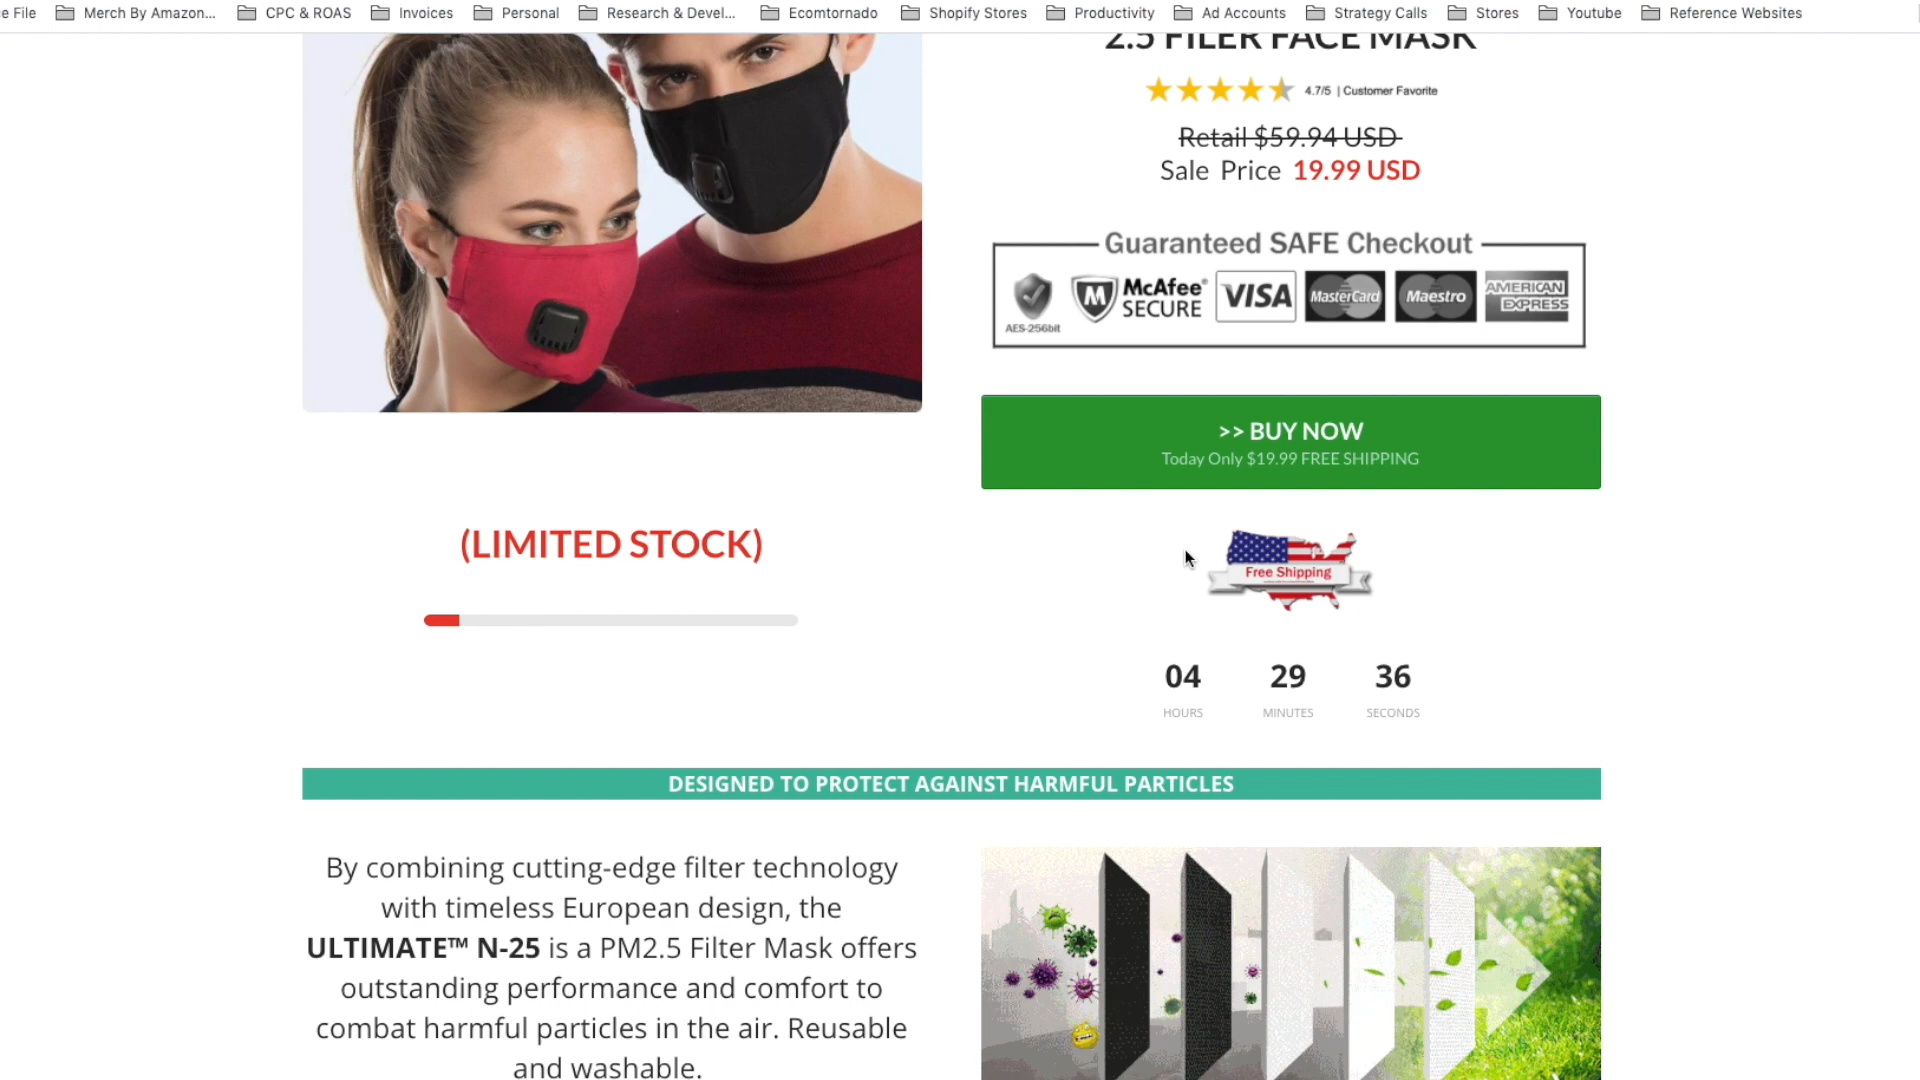 e File
Merch By Amazon...
CPC & ROAS
Invoices
Personal
Research & Devel...
Ecomtornado
Shopify Stores
Productivity
Ad Accounts
Strategy Calls
Stores
Youtube
Reference Websites
2.5 FILER FACE MASK
4.7/5 | Customer Favorite
Retail $59.94 USD
Sale Price 19.99 USD
Guaranteed SAFE Checkout
AES-256bit
M
McAfee®
SECURE
VISA
MasterCard
Maestro
AMERICAN
EXPRESS
>> BUY NOW
Today Only $19.99 FREE SHIPPING
(LIMITED STOCK)
Free Shipping
04 29 36
HOURS MINUTES SECONDS
DESIGNED TO PROTECT AGAINST HARMFUL PARTICLES
By combining cutting-edge filter technology
with timeless European design, the
ULTIMATE™ N-25 is a PM2.5 Filter Mask offers
outstanding performance and comfort to
combat harmful particles in the air. Reusable
and washable.